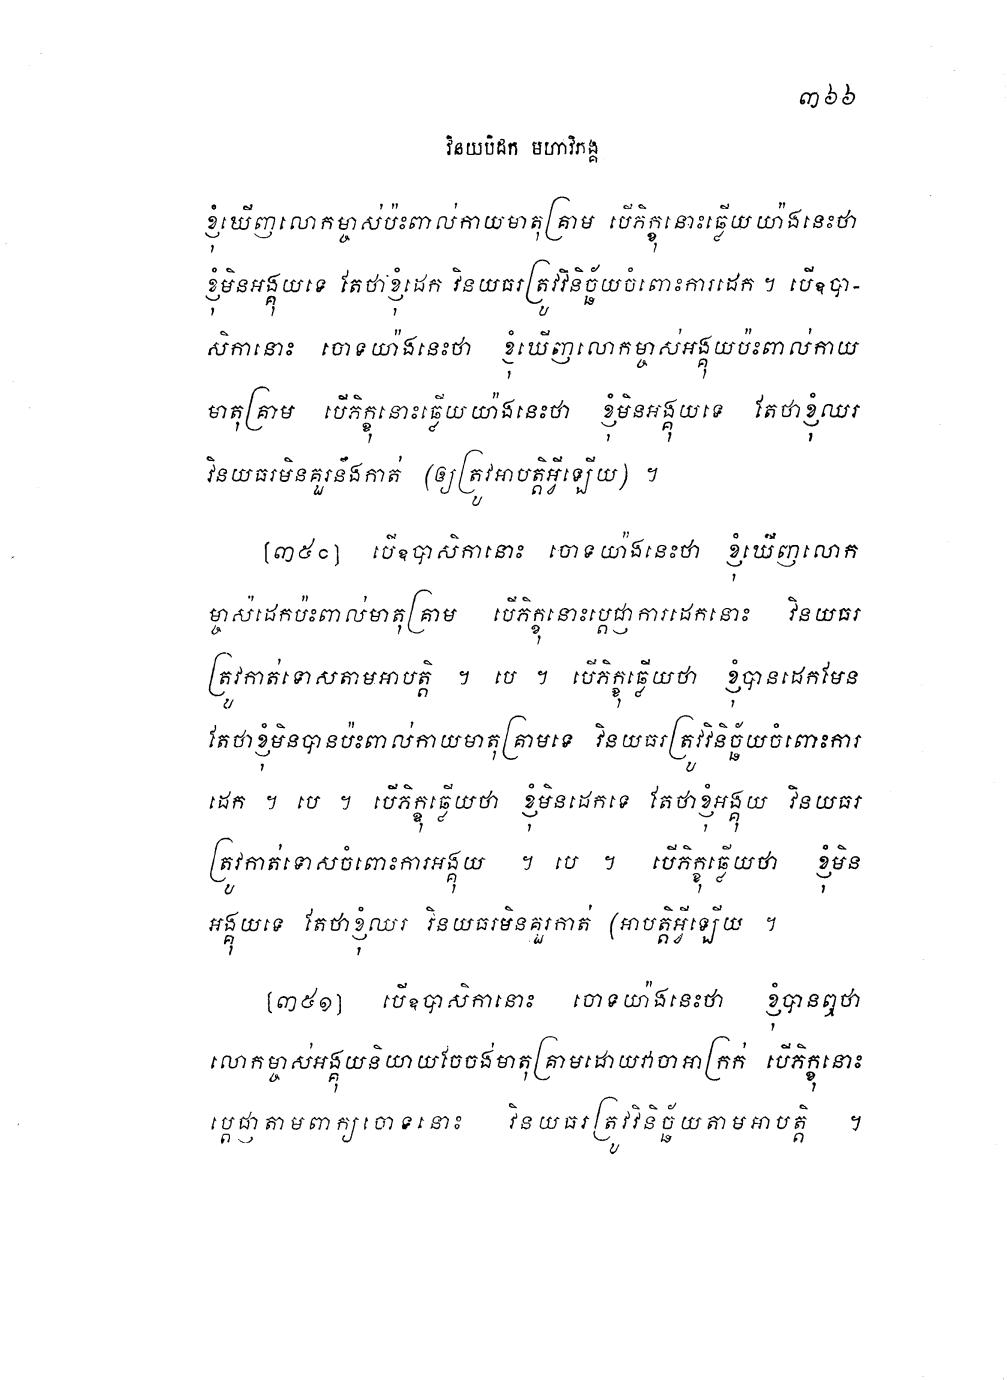 ៣៦៦
វិនយបិដក មហាវិភង្គ
ខ្ញុំឃើញលោកម្ចាស់ប៉ះពាល់កាយមាតុគ្រាម បើភិក្ខុនោះឆ្លើយយ៉ាងនេះថា
ខ្ញុំមិនអង្គុយទេ តែថាខ្ញុំដេក វិនយធរត្រូវវិនិច្ឆ័យចំពោះការដេក ។ បើឧបា-
សិកានោះ ចោទយ៉ាងនេះថា ខ្ញុំឃើញលោកម្ចាស់អង្គុយប៉ះពាល់កាយ
មាតុគ្រាម បើភិក្ខុនោះឆ្លើយយ៉ាងនេះថា ខ្ញុំមិនអង្គុយទេ តែថាខ្ញុំឈរ
វិនយធរមិនគួរនឹងកាត់ (ឲ្យត្រូវអាបត្តិអ្វីឡើយ) ។
[៣៥០] បើឧបាសិកានោះ ចោទយ៉ាងនេះថា ខ្ញុំឃើញលោក
ម្ចាស់ដេកប៉ះពាល់មាតុគ្រាម បើភិក្ខុនោះប្តេជ្ញាការដេកនោះ វិនយធរ
ត្រូវកាត់ទោសតាមអាបត្តិ ។ បេ ។ បើភិក្ខុឆ្លើយថា ខ្ញុំបានដេកមែន
តែថាខ្ញុំមិនបានប៉ះពាល់កាយមាតុគ្រាមទេ វិនយធរត្រូវវិនិច្ឆ័យចំពោះការ
ដេក ។ បេ ។ បើភិក្ខុឆ្លើយថា ខ្ញុំមិនដេកទេ តែថាខ្ញុំអង្គុយ វិនយធរ
ត្រូវកាត់ទោសចំពោះការអង្គុយ ។ បេ ។ បើភិក្ខុឆ្លើយថា ខ្ញុំមិន
អង្គុយទេ តែថាខ្ញុំឈរ វិនយធរមិនគួរកាត់ (អាបត្តិអ្វីឡើយ ។
[៣៥១] បើឧបាសិកានោះ ចោទយ៉ាងនេះថា ខ្ញុំបានឮថា
លោកម្ចាស់អង្គុយនិយាយចែចង់មាតុគ្រាមដោយវាចាអាក្រក់ បើភិក្ខុនោះ
ប្តេជ្ញាតាមពាក្យចោទនោះ វិនយធរត្រូវវិនិច្ឆ័យតាមអាបត្តិ ។